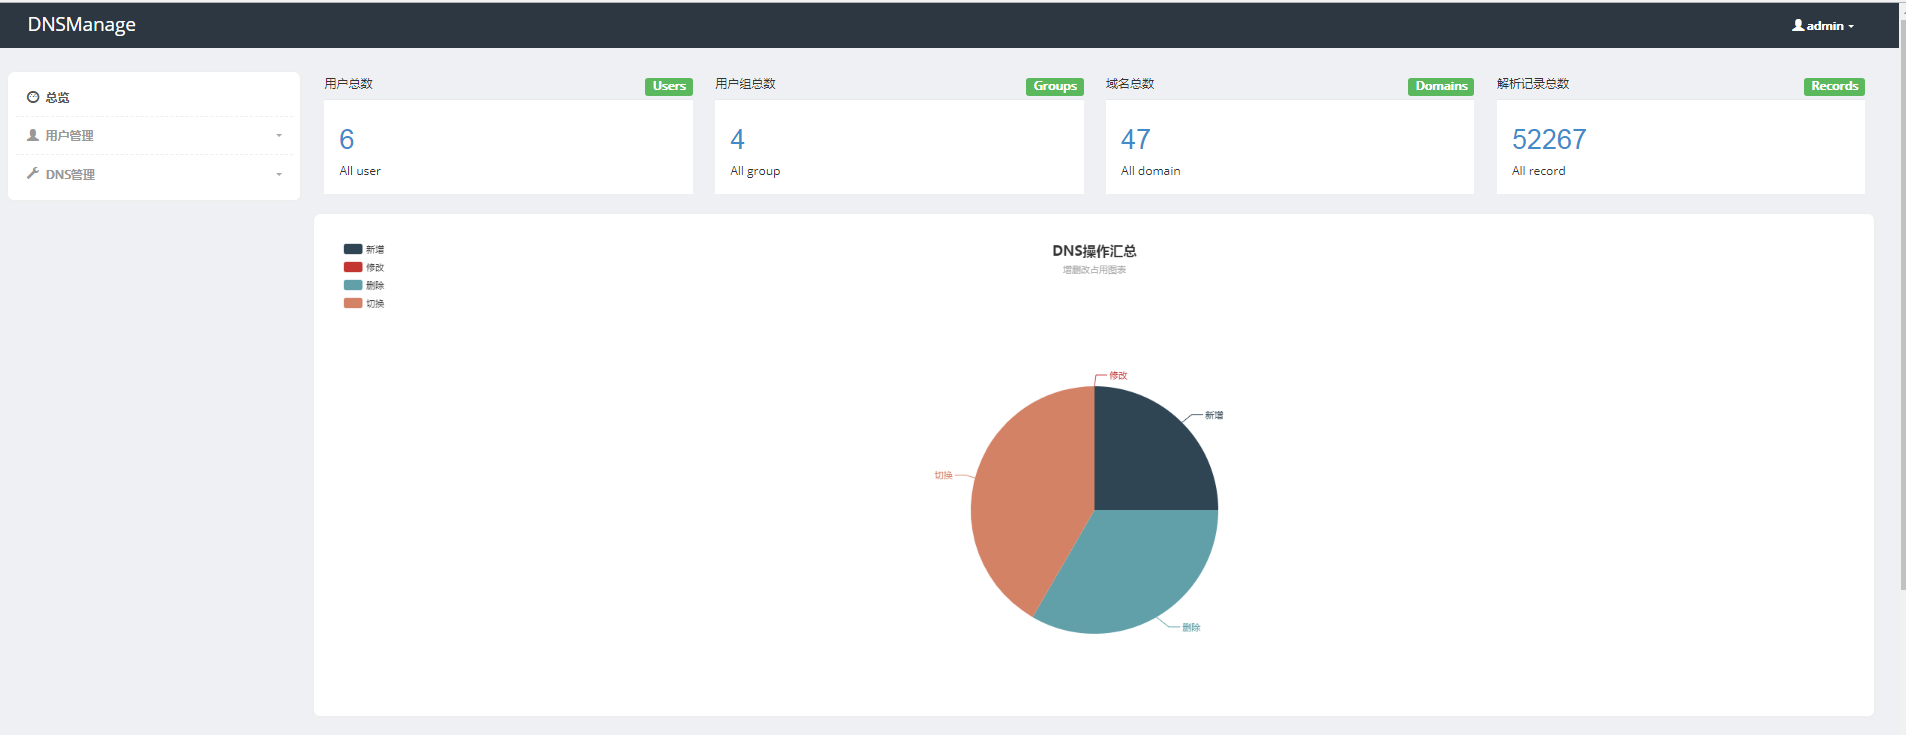 DNSManage
admin
总览
用户管理
DNS管理
用户总数
Users
6
All user
用户组总数
Groups
4
All group
域名总数
Domains
47
All domain
解析记录总数
Records
52267
All record
新增
修改
删除
切换
DNS操作汇总
增删改占用图表
修改
新增
切换
删除